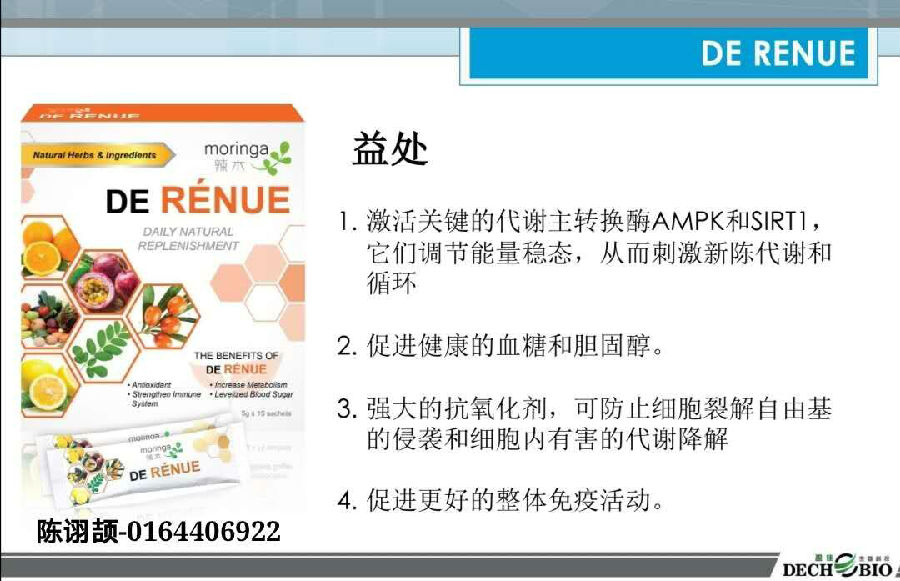 DE RENUE
DE RENUE
Natural Herbs & Ingredients
moringa
辣木
DE RÉNUE
DAILY NATURAL
REPLENISHMENT
THE BENEFITS OF
DE RÉNUE
• Antioxidant
• Strengthen Immune
System
• Increase Metabolism
• Levelized Blood Sugar
5g x 15 sachets
moringa
moringa
辣木
DE RÉNUE
陈诩颉-0164406922
益处
1. 激活关键的代谢主转换酶AMPK和SIRT1，
它们调节能量稳态，从而刺激新陈代谢和
循环
2. 促进健康的血糖和胆固醇。
3. 强大的抗氧化剂，可防止细胞裂解自由基
的侵袭和细胞内有害的代谢降解
4. 促进更好的整体免疫活动。
DECHO BIO